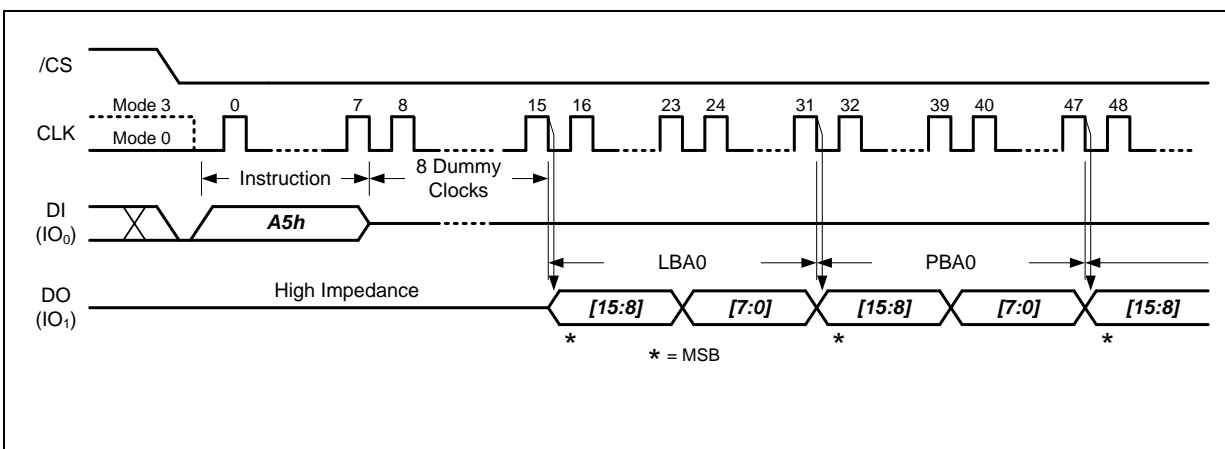 /CS
Mode 3
Mode 0
CLK
0 7 8 15 16 23 24 31 32 39 40 47 48
Instruction
8 Dummy
Clocks
DI
(IO₀)
A5h
LBA0
PBA0
DO
(IO₁)
High Impedance
[15:8] [7:0] [15:8] [7:0] [15:8]
* * *
* = MSB